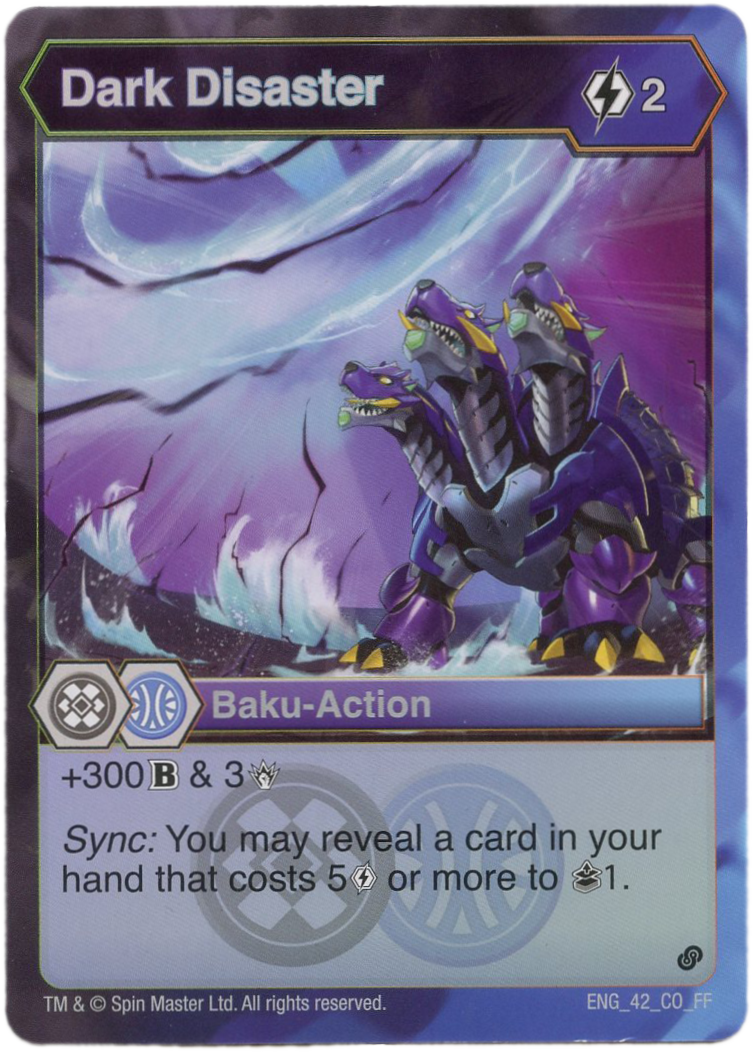 Dark Disaster
2
Baku-Action
+300 B & 3
Sync: You may reveal a card in your
hand that costs 5 or more to 1.
TM & © Spin Master Ltd. All rights reserved.
ENG_42_CO_FF